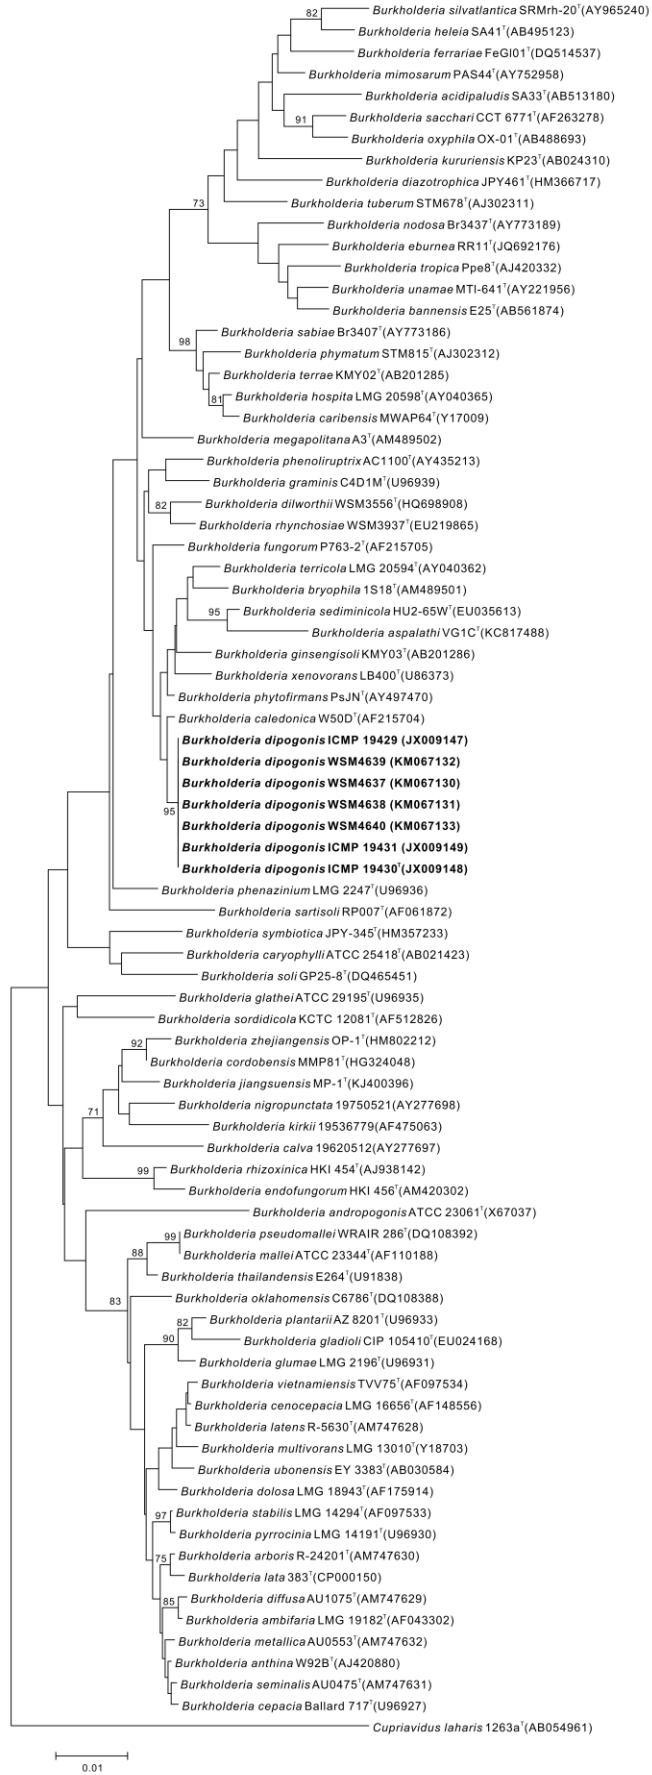 82
Burkholderia silvatlantica SRMrh-20T(AY965240)
Burkholderia heleia SA41T(AB495123)
Burkholderia ferrariae FeGI01T(DQ514537)
Burkholderia mimosarum PAS44T(AY752958)
Burkholderia acidipaludis SA33T(AB513180)
91
Burkholderia sacchari CCT 6771T(AF263278)
Burkholderia oxyphila OX-01T(AB488693)
Burkholderia kururiensis KP23T(AB024310)
Burkholderia diazotrophica JPY461T(HM366717)
73
Burkholderia tuberum STM678T(AJ302311)
Burkholderia nodosa Br3437T(AY773189)
Burkholderia eburnea RR11T(JQ692176)
Burkholderia tropica Ppe8T(AJ420332)
Burkholderia unamae MTI-641T(AY221956)
Burkholderia bannensis E25T(AB561874)
98
Burkholderia sabiae Br3407T(AY773186)
Burkholderia phymatum STM815T(AJ302312)
Burkholderia terrae KMY02T(AB201285)
81
Burkholderia hospita LMG 20598T(AY040365)
Burkholderia caribensis MWAP64T(Y17009)
Burkholderia megapolitana A3T(AM489502)
Burkholderia phenoliruptrix AC1100T(AY435213)
Burkholderia graminis C4D1MT(U96939)
82
Burkholderia dilworthii WSM3556T(HQ698908)
Burkholderia rhynchosiae WSM3937T(EU219865)
Burkholderia fungorum P763-2T(AF215705)
Burkholderia terricola LMG 20594T(AY040362)
Burkholderia bryophila 1S18T(AM489501)
95
Burkholderia sediminicola HU2-65WT(EU035613)
Burkholderia aspalathi VG1CT(KC817488)
Burkholderia ginsengisoli KMY03T(AB201286)
Burkholderia xenovorans LB400T(U86373)
Burkholderia phytofirmans PsJNT(AY497470)
Burkholderia caledonica W50DT(AF215704)
Burkholderia dipogonis ICMP 19429 (JX009147)
Burkholderia dipogonis WSM4639 (KM067132)
Burkholderia dipogonis WSM4637 (KM067130)
95
Burkholderia dipogonis WSM4638 (KM067131)
Burkholderia dipogonis WSM4640 (KM067133)
Burkholderia dipogonis ICMP 19431 (JX009149)
Burkholderia dipogonis ICMP 19430T(JX009148)
Burkholderia phenazinium LMG 2247T(U96936)
Burkholderia sartisoli RP007T(AF061872)
Burkholderia symbiotica JPY-345T(HM357233)
Burkholderia caryophylli ATCC 25418T(AB021423)
Burkholderia soli GP25-8T(DQ465451)
Burkholderia glathei ATCC 29195T(U96935)
Burkholderia sordidicola KCTC 12081T(AF512826)
92
Burkholderia zhejiangensis OP-1T(HM802212)
Burkholderia cordobensis MMP81T(HG324048)
Burkholderia jiangsuensis MP-1T(KJ400396)
71
Burkholderia nigropunctata 19750521(AY277698)
Burkholderia kirkii 19536779(AF475063)
Burkholderia calva 19620512(AY277697)
99
Burkholderia rhizoxinica HKI 454T(AJ938142)
Burkholderia endofungorum HKI 456T(AM420302)
Burkholderia andropogonis ATCC 23061T(X67037)
99
Burkholderia pseudomallei WRAIR 286T(DQ108392)
88
Burkholderia mallei ATCC 23344T(AF110188)
Burkholderia thailandensis E264T(U91838)
83
Burkholderia oklahomensis C6786T(DQ108388)
82
Burkholderia plantarii AZ 8201T(U96933)
90
Burkholderia gladioli CIP 105410T(EU024168)
Burkholderia glumae LMG 2196T(U96931)
Burkholderia vietnamiensis TVV75T(AF097534)
Burkholderia cenocepacia LMG 16656T(AF148556)
Burkholderia latens R-5630T(AM747628)
Burkholderia multivorans LMG 13010T(Y18703)
Burkholderia ubonensis EY 3383T(AB030584)
Burkholderia dolosa LMG 18943T(AF175914)
97
Burkholderia stabilis LMG 14294T(AF097533)
Burkholderia pyrrocinia LMG 14191T(U96930)
75
Burkholderia arboris R-24201T(AM747630)
Burkholderia lata 383T(CP000150)
85
Burkholderia diffusa AU1075T(AM747629)
Burkholderia ambifaria LMG 19182T(AF043302)
Burkholderia metallica AU0553T(AM747632)
Burkholderia anthina W92BT(AJ420880)
Burkholderia seminalis AU0475T(AM747631)
Burkholderia cepacia Ballard 717T(U96927)
Cupriavidus laharis 1263aT(AB054961)
0.01